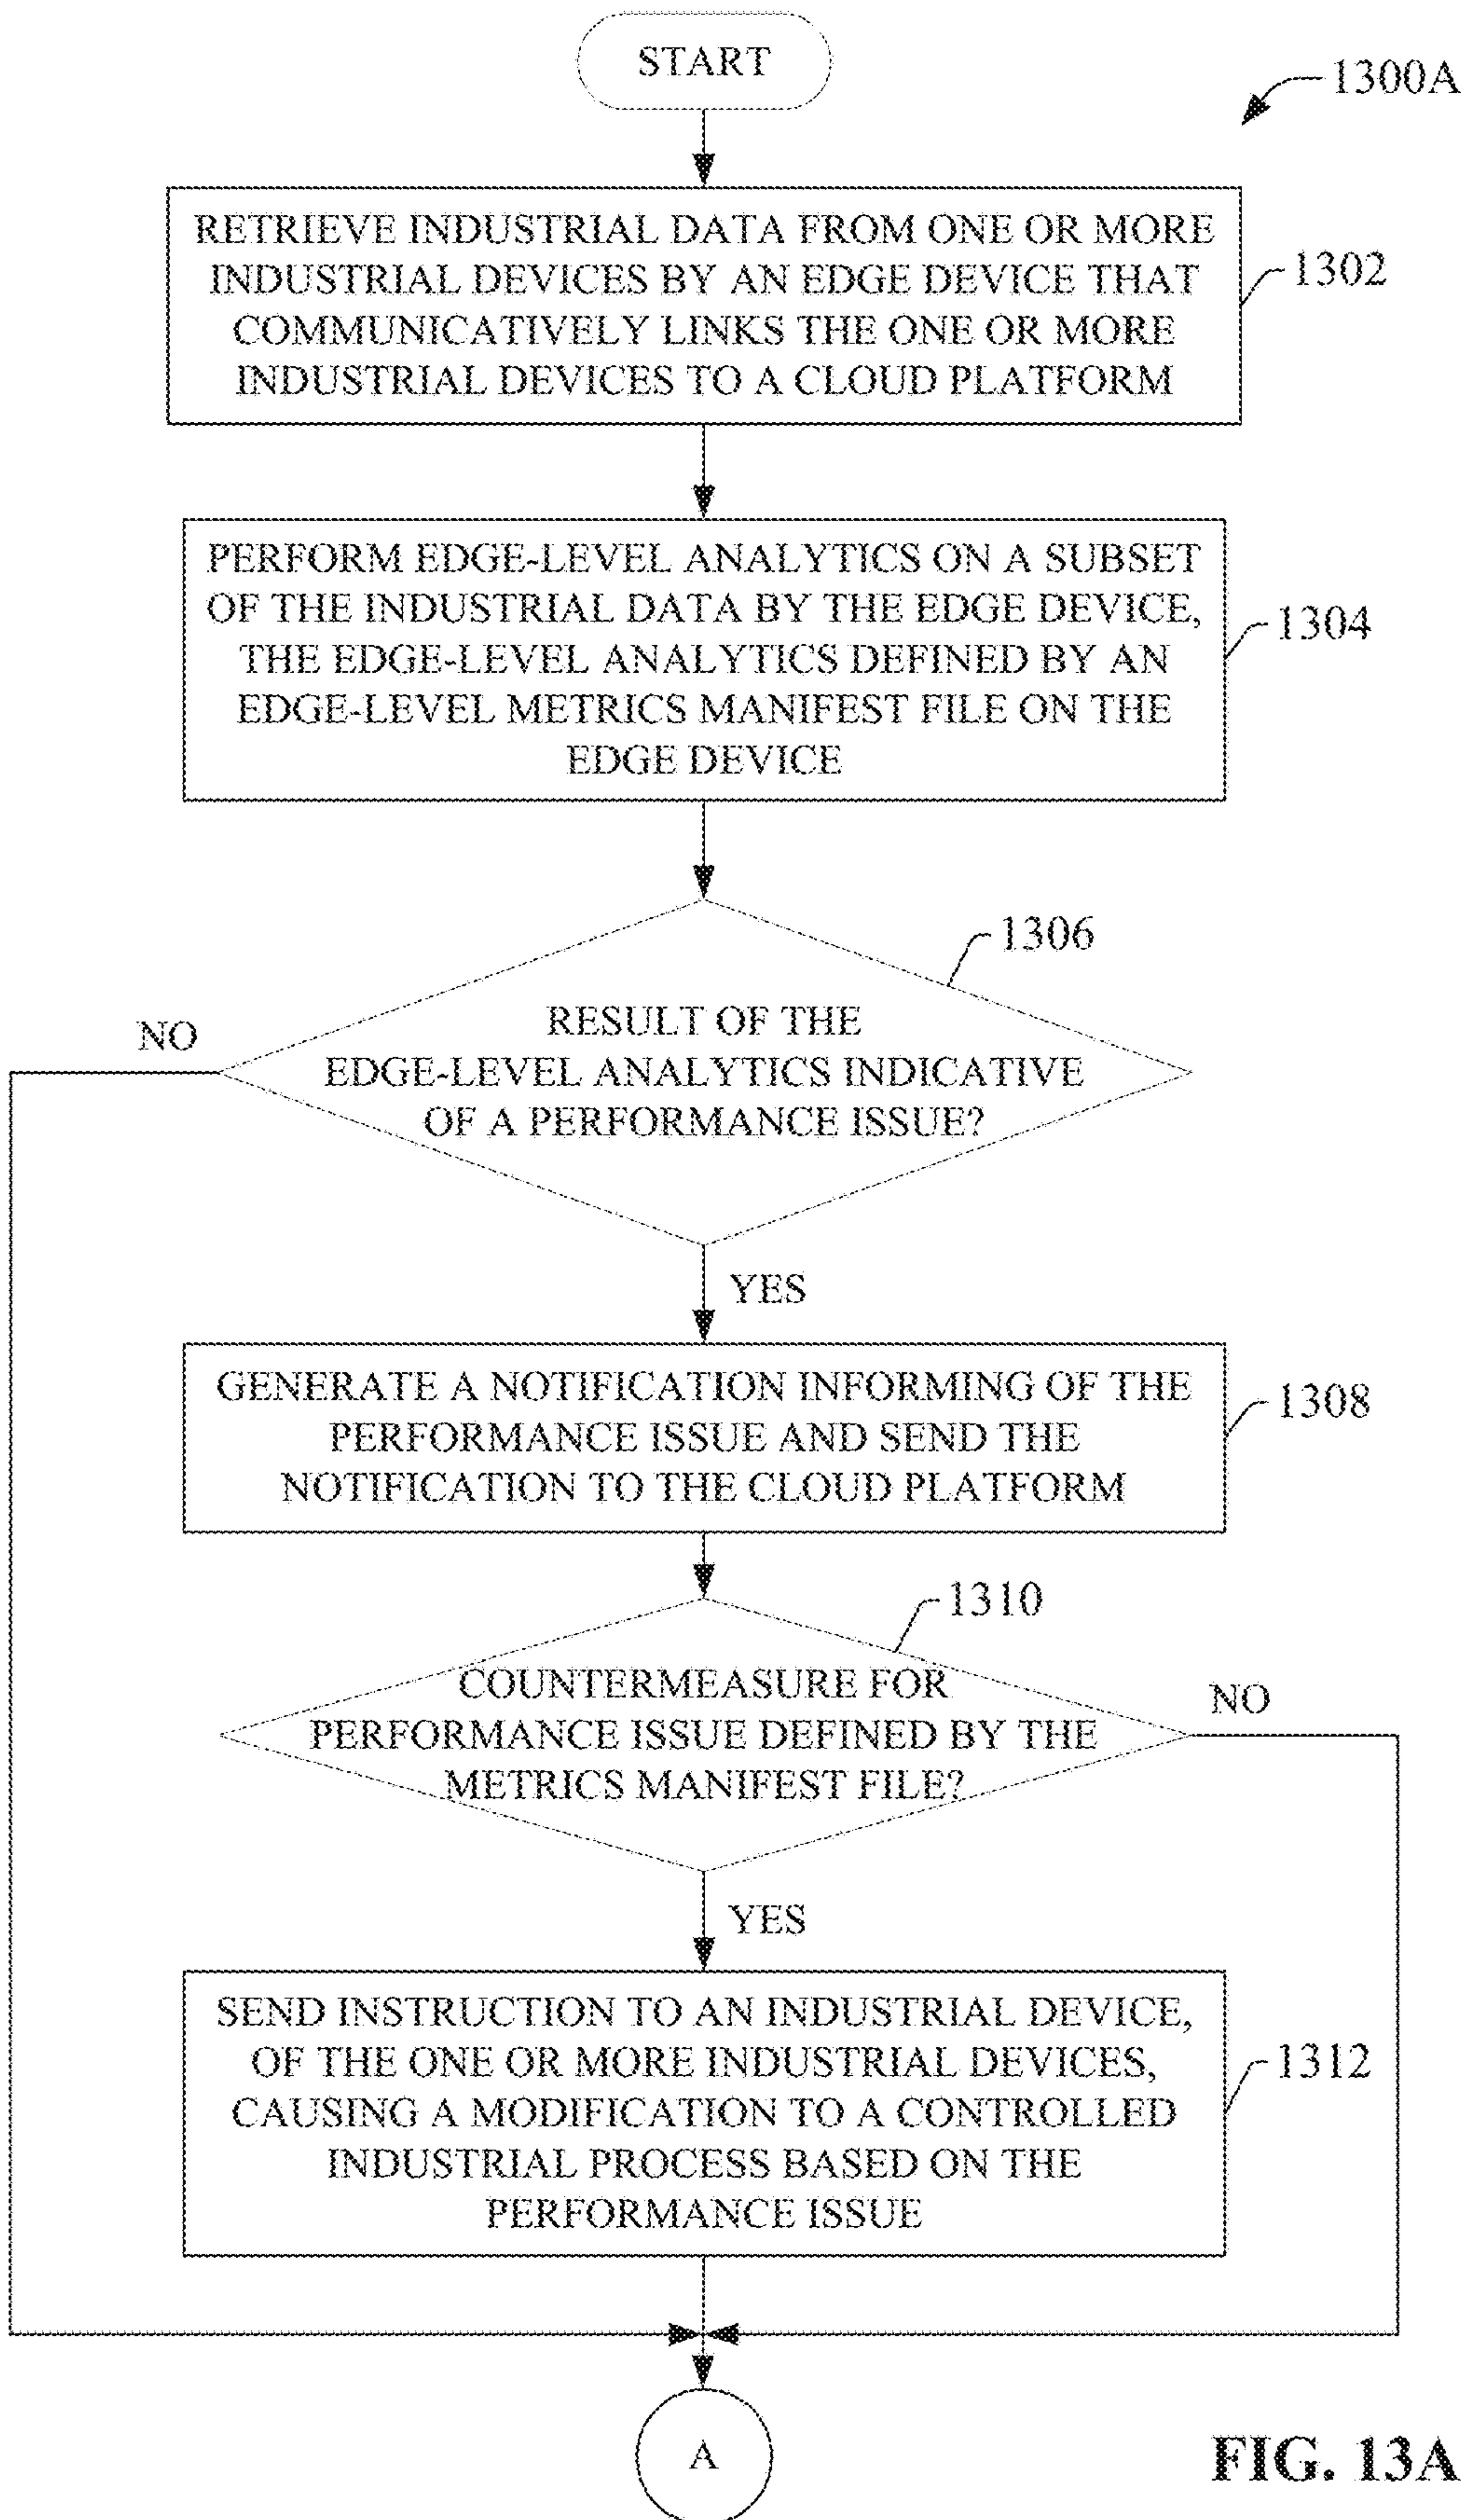 START
1300A
RETRIEVE INDUSTRIAL DATA FROM ONE OR MORE
INDUSTRIAL DEVICES BY AN EDGE DEVICE THAT
COMMUNICATIVELY LINKS THE ONE OR MORE
INDUSTRIAL DEVICES TO A CLOUD PLATFORM
1302
PERFORM EDGE-LEVEL ANALYTICS ON A SUBSET
OF THE INDUSTRIAL DATA BY THE EDGE DEVICE,
THE EDGE-LEVEL ANALYTICS DEFINED BY AN
EDGE-LEVEL METRICS MANIFEST FILE ON THE
EDGE DEVICE
1304
1306
RESULT OF THE
EDGE-LEVEL ANALYTICS INDICATIVE
OF A PERFORMANCE ISSUE?
NO
YES
GENERATE A NOTIFICATION INFORMING OF THE
PERFORMANCE ISSUE AND SEND THE
NOTIFICATION TO THE CLOUD PLATFORM
1308
1310
COUNTERMEASURE FOR
PERFORMANCE ISSUE DEFINED BY THE
METRICS MANIFEST FILE?
NO
YES
SEND INSTRUCTION TO AN INDUSTRIAL DEVICE,
OF THE ONE OR MORE INDUSTRIAL DEVICES,
CAUSING A MODIFICATION TO A CONTROLLED
INDUSTRIAL PROCESS BASED ON THE
PERFORMANCE ISSUE
1312
A
FIG. 13A